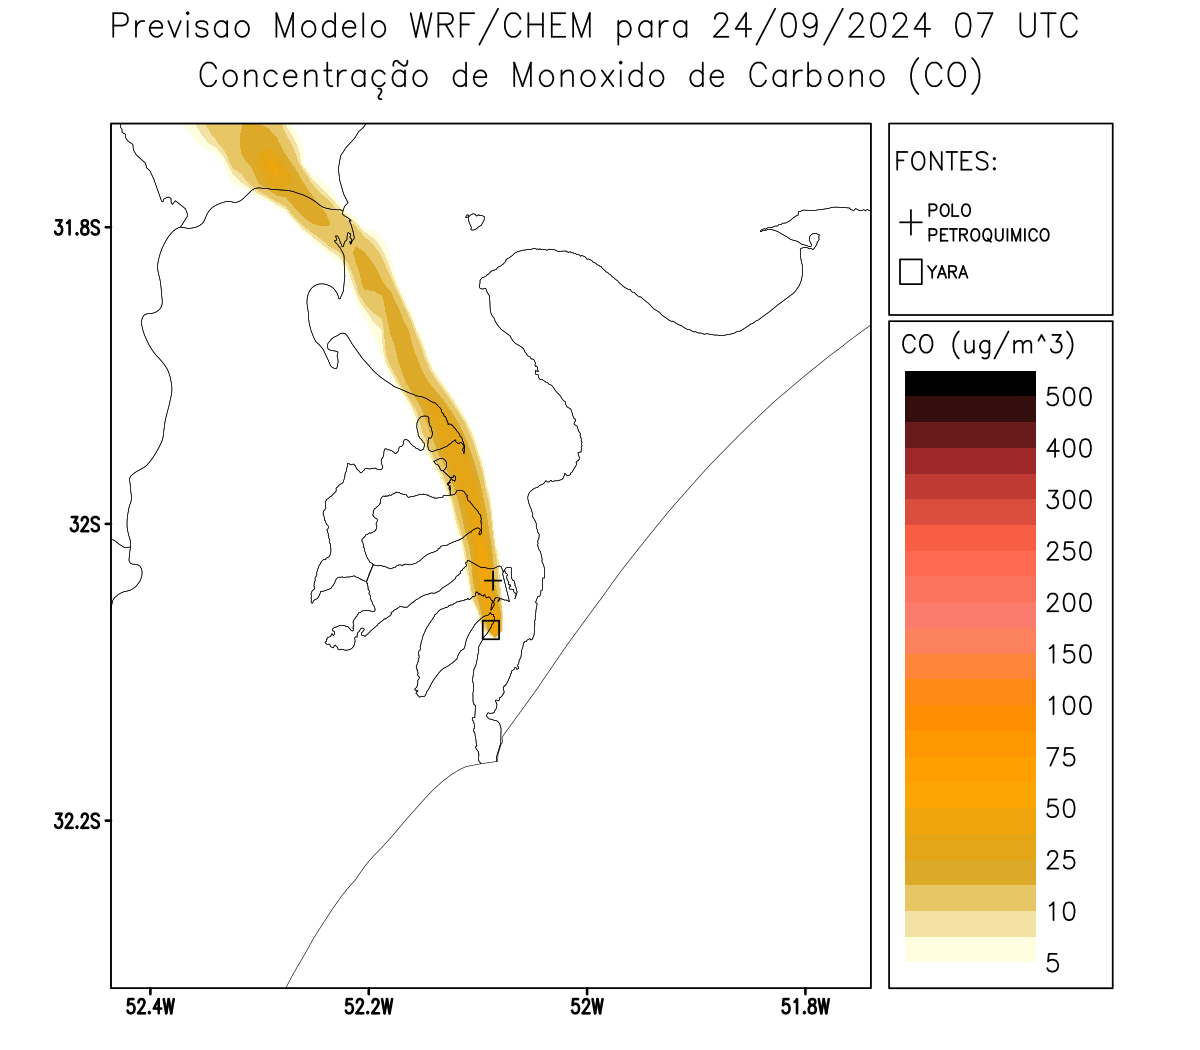 Previsao Modelo WRF/CHEM para 24/09/2024 07 UTC
Concentração de Monoxido de Carbono (CO)
FONTES:
POLO
PETROQUIMICO
YARA
CO (ug/m^3)
500
400
300
250
200
150
100
75
50
25
10
5
31.8S
32S
32.2S
52.4W
52.2W
52W
51.8W